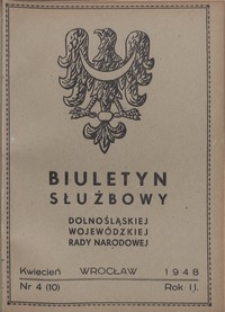 BIULETYN
SŁUŻBOWY
DOLNOŚLĄSKIEJ
WOJEWÓDZKIEJ
RADY NARODOWEJ
Kwiecień WROCŁAW 1948
Nr 4 (10) Rok II.